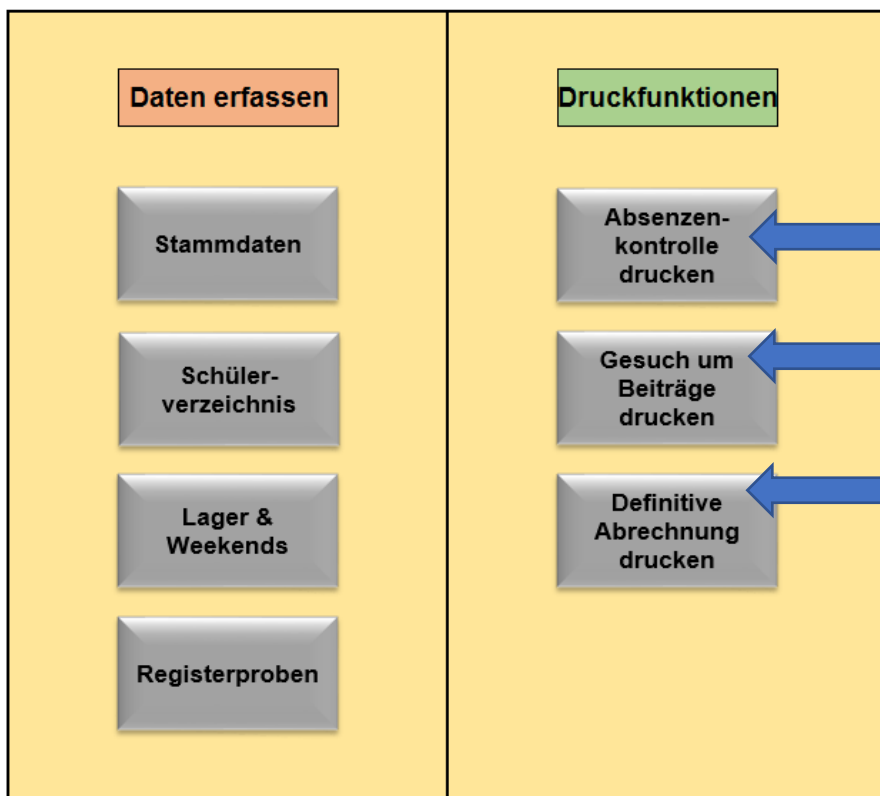 Daten erfassen
Stammdaten
Schüler-
verzeichnis
Lager &
Weekends
Registerproben
Druckfunktionen
Absenzen-
kontrolle
drucken
Gesuch um
Beiträge
drucken
Definitive
Abrechnung
drucken